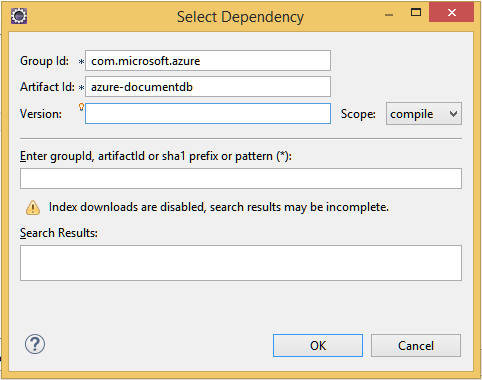 Select Dependency
Group Id: * com.microsoft.azure
Artifact Id: * azure-documentdb
Version: Scope: compile
Enter groupId, artifactId or sha1 prefix or pattern (*):
Index downloads are disabled, search results may be incomplete.
Search Results:
? OK Cancel